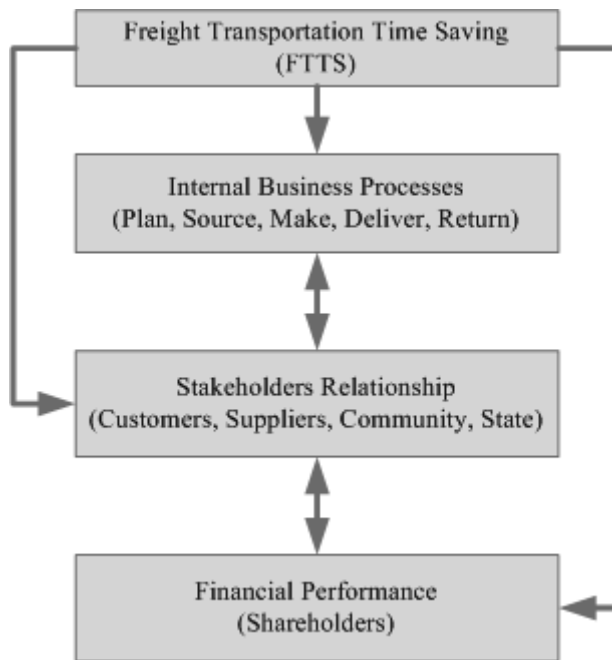 Freight Transportation Time Saving
(FTTS)
Internal Business Processes
(Plan, Source, Make, Deliver, Return)
Stakeholders Relationship
(Customers, Suppliers, Community, State)
Financial Performance
(Shareholders)